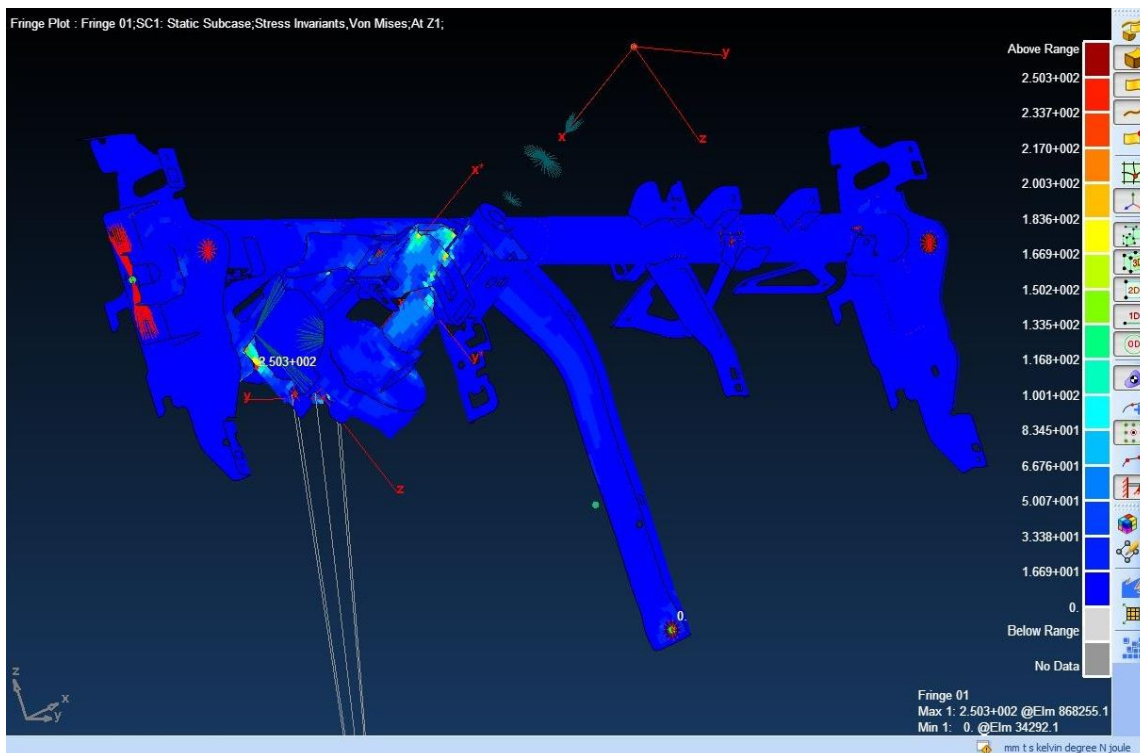 Fringe Plot : Fringe 01;SC1: Static Subcase;Stress Invariants,Von Mises;At Z1;
Above Range
2.503+002
2.337+002
2.170+002
2.003+002
1.836+002
1.669+002
1.502+002
1.335+002
1.168+002
1.001+002
8.345+001
6.676+001
5.007+001
3.338+001
1.669+001
0.
Below Range
No Data
y
x
z
x'
y'
2.503+002
y
z
0.
z
x
y
Fringe 01
Max 1: 2.503+002 @Elm 868255.1
Min 1: 0. @Elm 34292.1
3D
2D
1D
0D
mm t s kelvin degree N joule